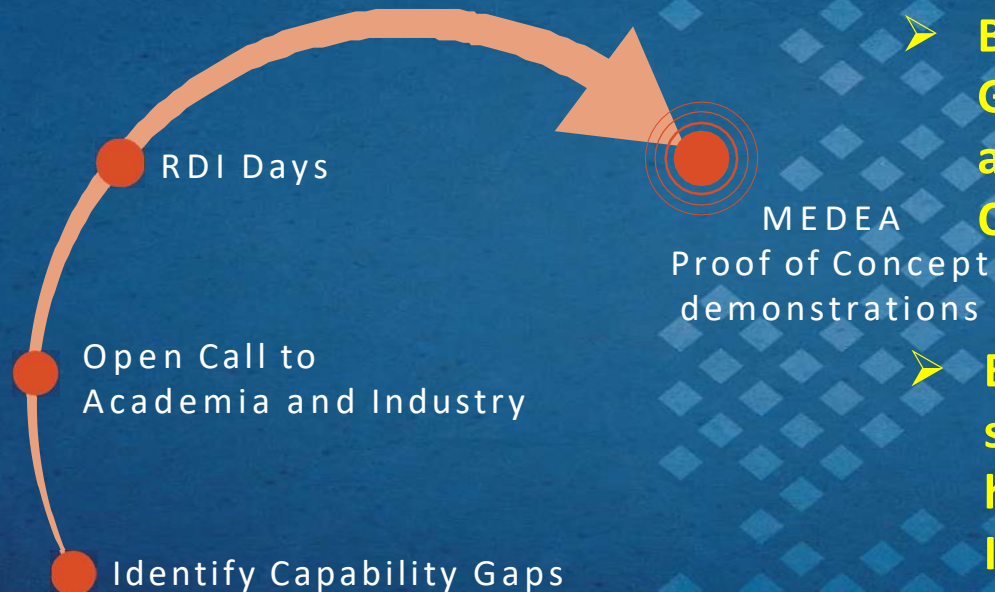 RDI Days
MEDEA
Proof of Concept
demonstrations
Open Call to
Academia and Industry
Identify Capability Gaps